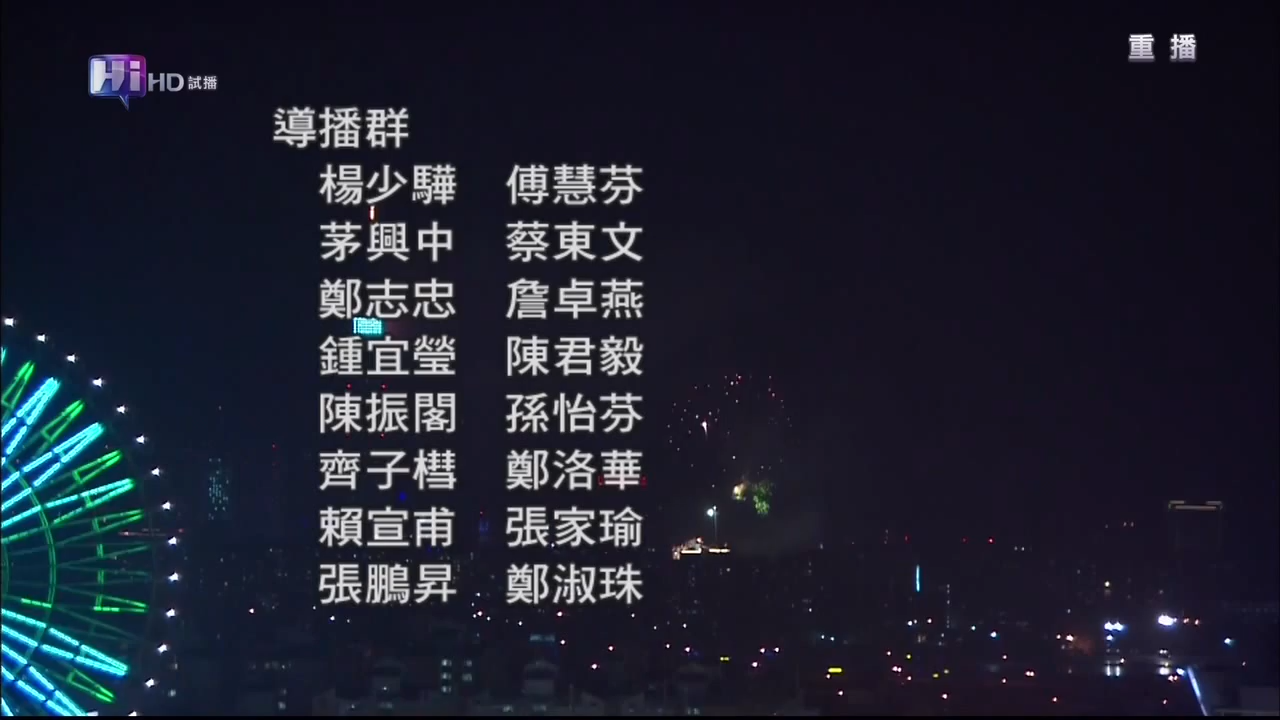 重播
Hi HD 試播
導播群
楊少驊 傅慧芬
茅興中 蔡東文
鄭志忠 詹卓燕
鍾宜瑩 陳君毅
陳振閣 孫怡芬
齊子槥 鄭洛華
賴宣甫 張家瑜
張鵬昇 鄭淑珠